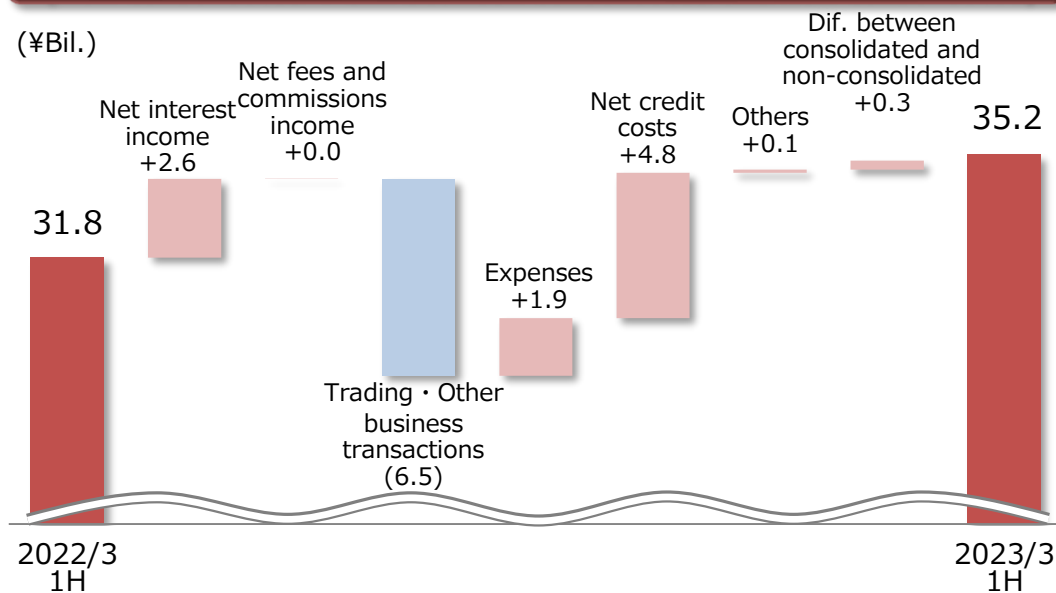 (¥Bil.)
31.8
Net interest
income
+2.6
Net fees and
commissions
income
+0.0
Trading・Other
business
transactions
(6.5)
Expenses
+1.9
Net credit
costs
+4.8
Others
+0.1
Dif. between
consolidated and
non-consolidated
+0.3
35.2
2022/3
1H
2023/3
1H